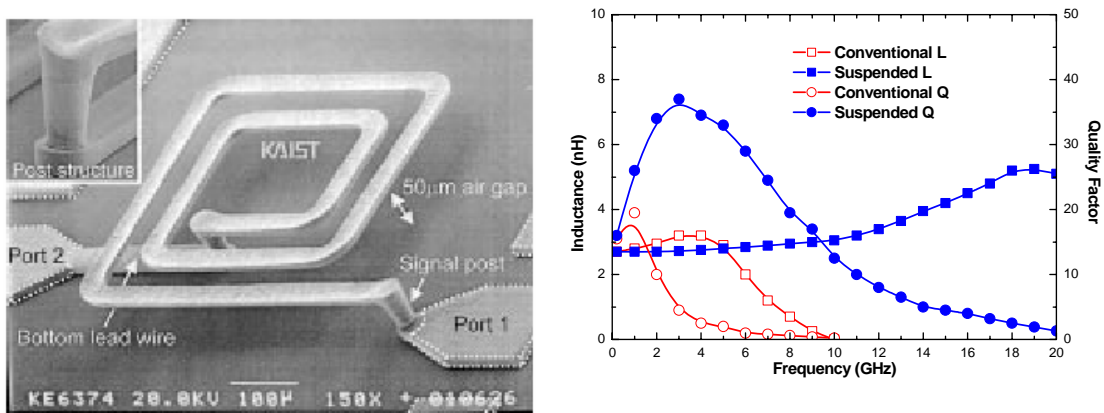 Post structure
KAIST
50μm air gap
Port 2
Signal post
Bottom lead wire
Port 1
KE6374 20.0KV 100μ 150X + 010626
10
8
6
4
2
0
50
40
30
20
10
0
0 2 4 6 8 10 12 14 16 18 20
Inductance (nH)
Quality Factor
Frequency (GHz)
Conventional L
Suspended L
Conventional Q
Suspended Q